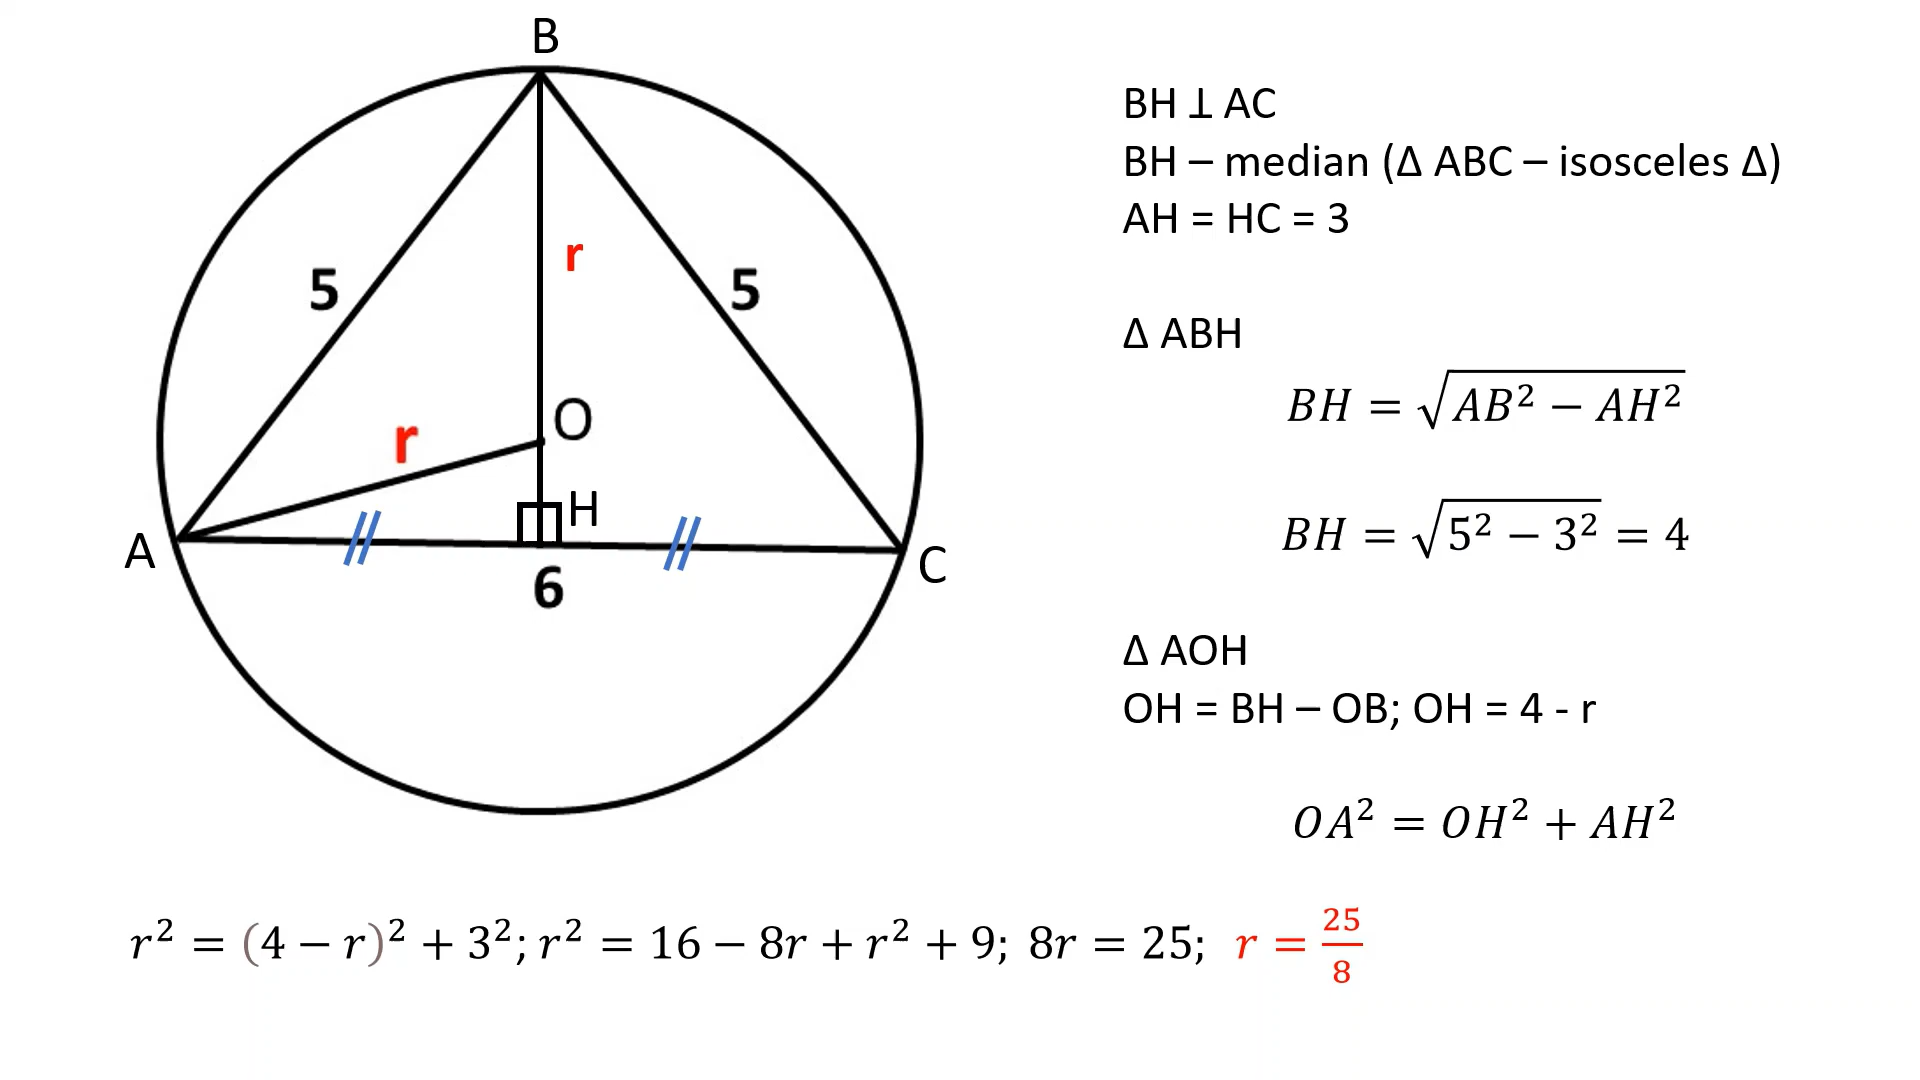 B
r
5
5
O
r
H
A
C
6
BH ⊥ AC
BH – median (Δ ABC – isosceles Δ)
AH = HC = 3
Δ ABH
BH = √(AB² − AH²)
BH = √(5² − 3²) = 4
Δ AOH
OH = BH – OB; OH = 4 - r
OA² = OH² + AH²
r² = (4 − r)² + 3²; r² = 16 − 8r + r² + 9; 8r = 25; r = 25/8